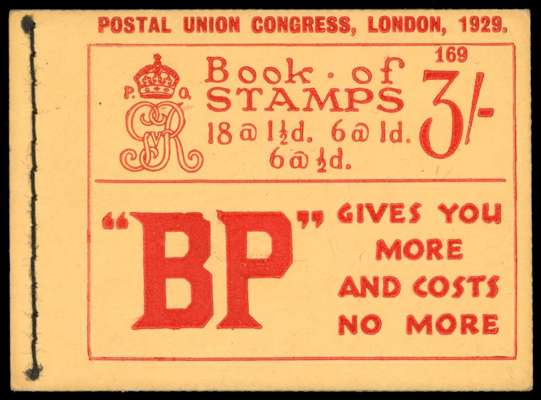 POSTAL UNION CONGRESS, LONDON, 1929.
169
Book of
STAMPS
3/-
P. O.
GR
18 @ 1½d. 6 @ 1d.
6 @ ½d.
"BP"
GIVES YOU
MORE
AND COSTS
NO MORE